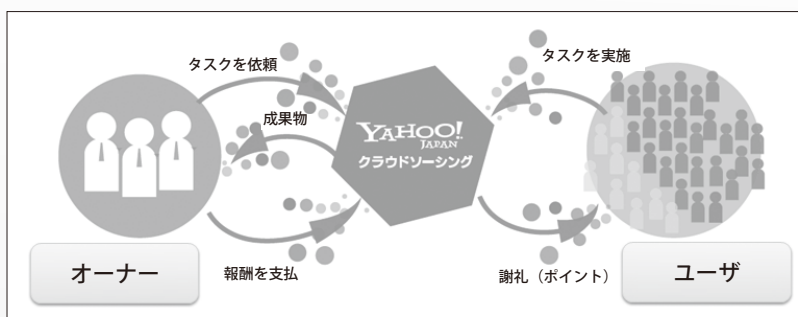 タスクを依頼
成果物
報酬を支払
オーナー
YAHOO!
JAPAN
クラウドソーシング
タスクを実施
謝礼(ポイント)
ユーザ